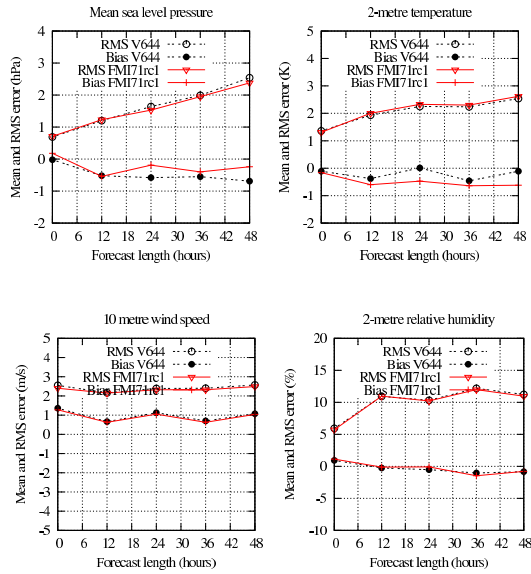 Mean sea level pressure
Mean and RMS error (hPa)
4
3
2
1
0
-1
-2
RMS V644
Bias V644
RMS FMI71rc1
Bias FMI71rc1
0 6 12 18 24 30 36 42 48
Forecast length (hours)
2-metre temperature
Mean and RMS error (K)
5
4
3
2
1
0
-1
-2
RMS V644
Bias V644
RMS FMI71rc1
Bias FMI71rc1
0 6 12 18 24 30 36 42 48
Forecast length (hours)
10 metre wind speed
Mean and RMS error (m/s)
5
4
3
2
1
0
-1
-2
-3
-4
-5
RMS V644
Bias V644
RMS FMI71rc1
Bias FMI71rc1
0 6 12 18 24 30 36 42 48
Forecast length (hours)
2-metre relative humidity
Mean and RMS error (%)
20
15
10
5
0
-5
-10
RMS V644
Bias V644
RMS FMI71rc1
Bias FMI71rc1
0 6 12 18 24 30 36 42 48
Forecast length (hours)